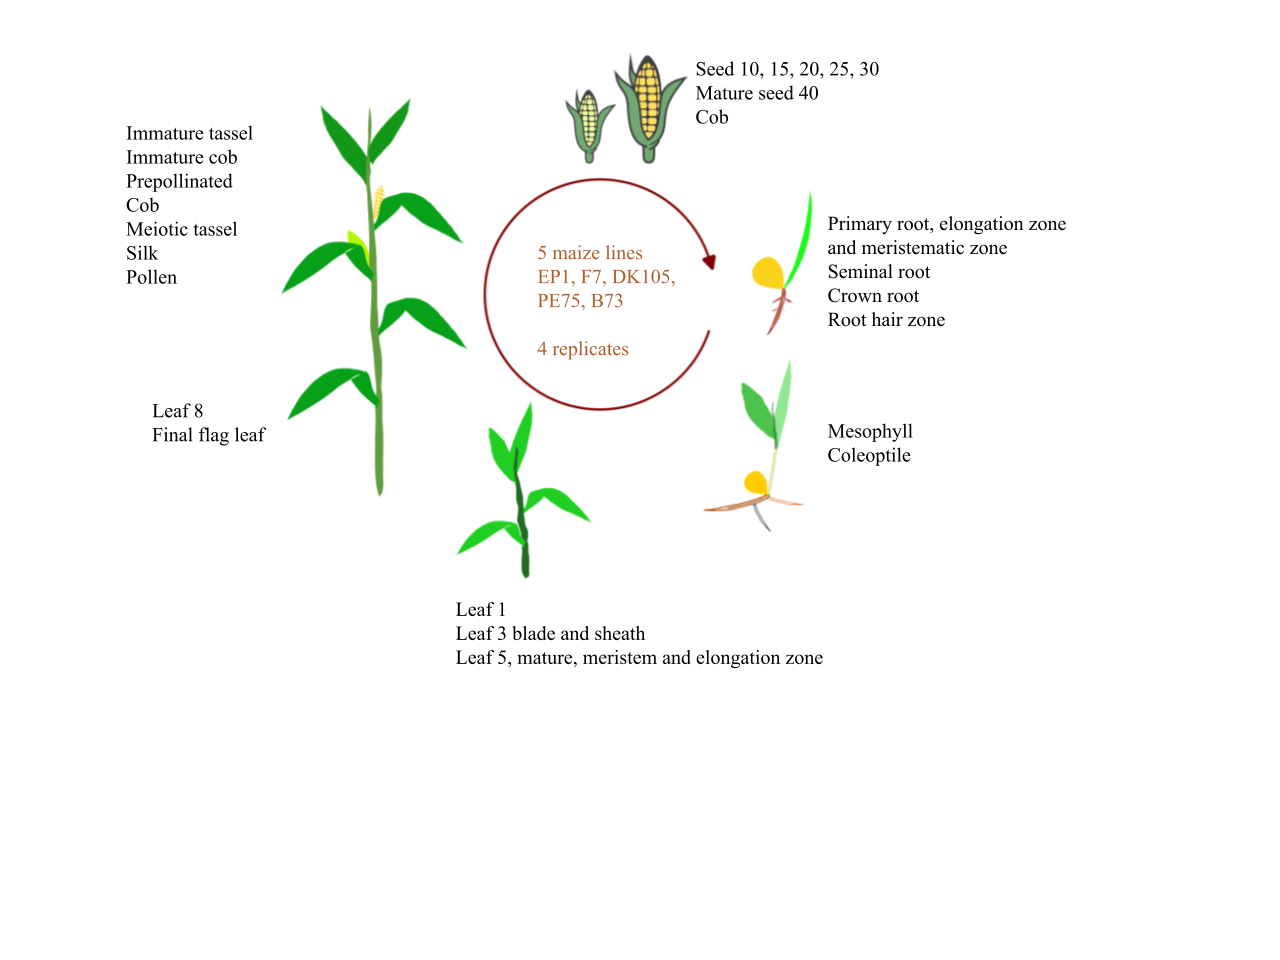 Seed 10, 15, 20, 25, 30
Mature seed 40
Cob
Immature tassel
Immature cob
Prepollinated
Cob
Meiotic tassel
Silk
Pollen
5 maize lines
EP1, F7, DK105,
PE75, B73
4 replicates
Primary root, elongation zone
and meristematic zone
Seminal root
Crown root
Root hair zone
Leaf 8
Final flag leaf
Mesophyll
Coleoptile
Leaf 1
Leaf 3 blade and sheath
Leaf 5, mature, meristem and elongation zone